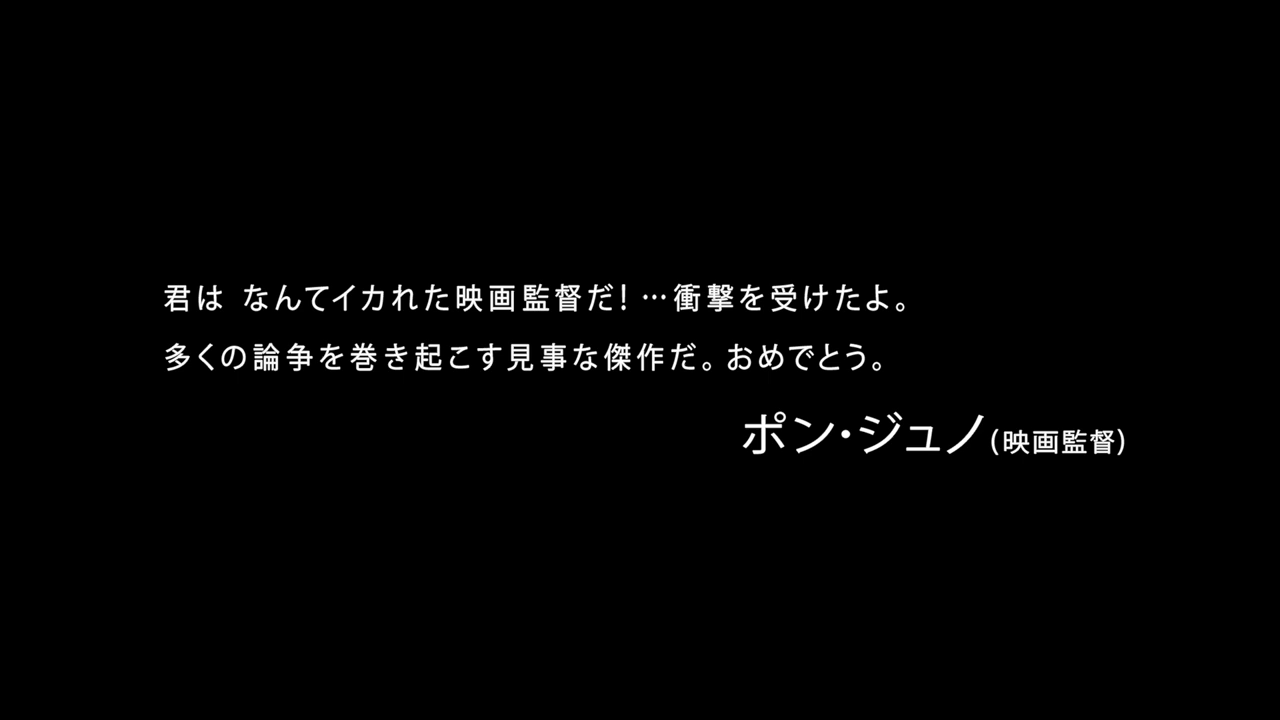 君は なんてイカれた映画監督だ! …衝撃を受けたよ。
多くの論争を巻き起こす見事な傑作だ。おめでとう。
ポン・ジュノ(映画監督)